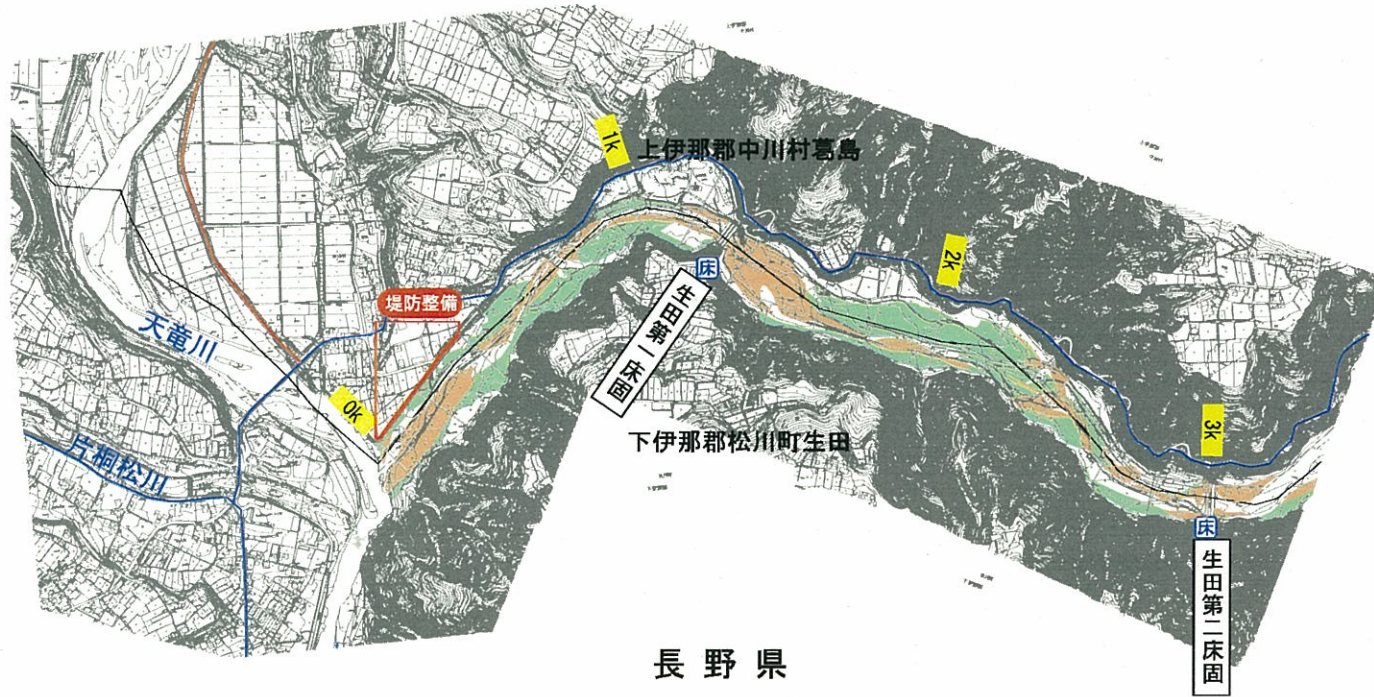 1k
上伊那郡中川村葛島
2k
堤防整備
床
生田第一床固
天竜川
0k
片桐松川
下伊那郡松川町生田
3k
床
生田第二床固
長野県